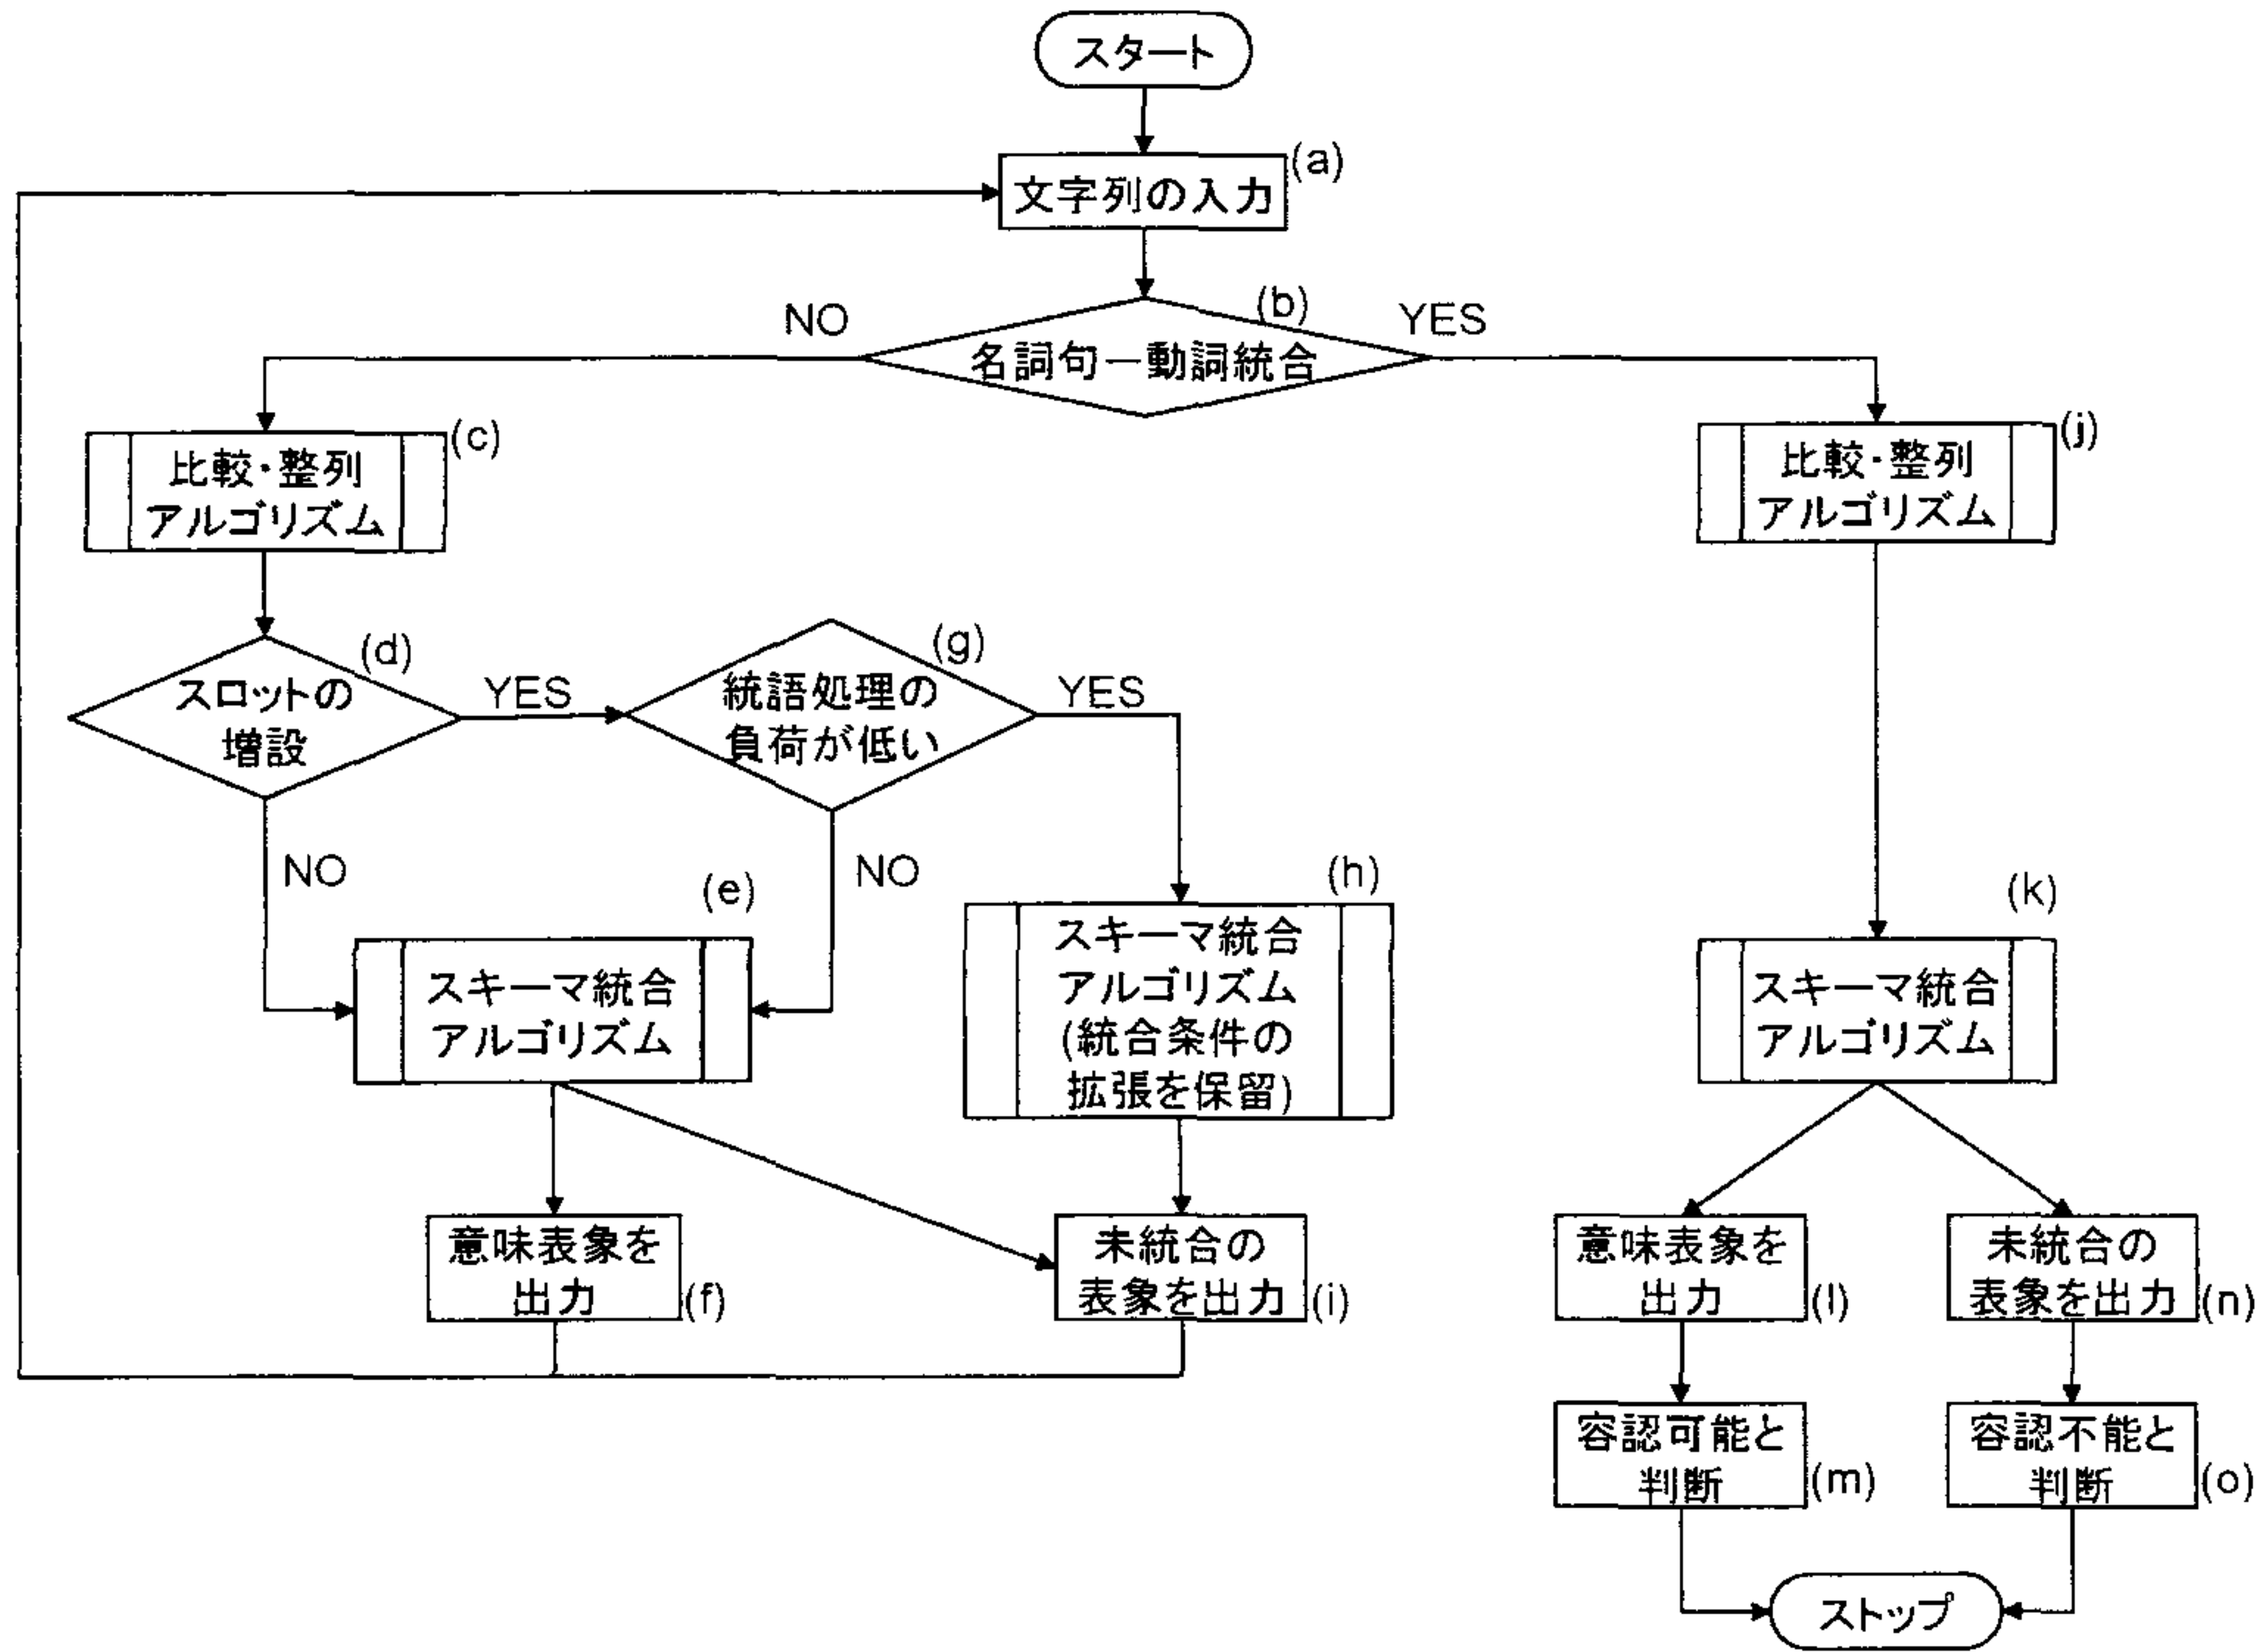 スタート
(a)
文字列の入力
(b)
NO
YES
名詞句ー動詞統合
(c)
比較・整列
アルゴリズム
(j)
比較・整列
アルゴリズム
(d)
スロットの
増設
YES
(g)
統語処理の
負荷が低い
YES
NO
NO
(e)
スキーマ統合
アルゴリズム
(h)
スキーマ統合
アルゴリズム
(統合条件の
拡張を保留)
(k)
スキーマ統合
アルゴリズム
意味表象を
出力
(f)
未統合の
表象を出力
(i)
意味表象を
出力
(l)
未統合の
表象を出力
(n)
容認可能と
判断
(m)
容認不能と
判断
(o)
ストップ